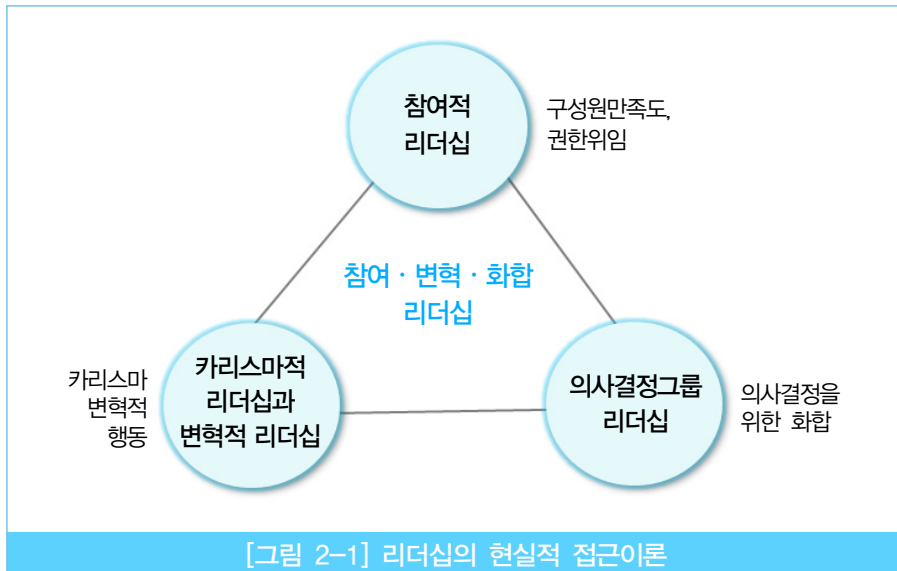 참여적
리더십
구성원만족도,
권한위임
참여 · 변혁 · 화합
리더십
카리스마
변혁적
행동
카리스마적
리더십과
변혁적 리더십
의사결정그룹
리더십
의사결정을
위한 화합
[그림 2-1] 리더십의 현실적 접근이론